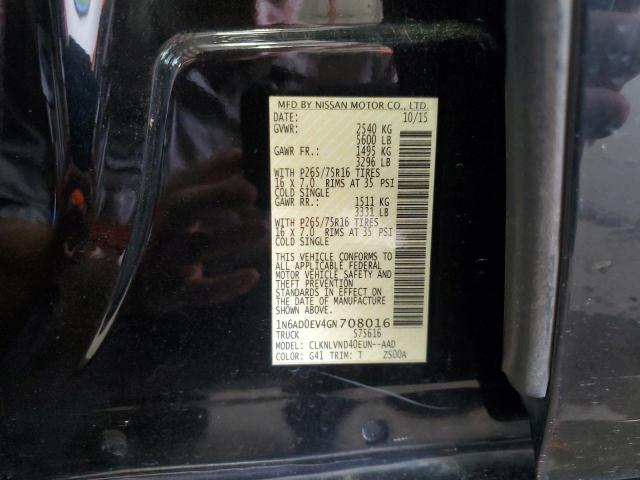 MFD BY NISSAN MOTOR CO., LTD.
DATE: 10/15
GVWR: 2540 KG
5600 LB
GAWR FR.: 1495 KG
3296 LB
WITH P265/75R16 TIRES
16 X 7.0 RIMS AT 35 PSI
COLD SINGLE
GAWR RR.: 1511 KG
3331 LB
WITH P265/75R16 TIRES
16 X 7.0 RIMS AT 35 PSI
COLD SINGLE
THIS VEHICLE CONFORMS TO
ALL APPLICABLE FEDERAL
MOTOR VEHICLE SAFETY AND
THEFT PREVENTION
STANDARDS IN EFFECT ON
THE DATE OF MANUFACTURE
SHOWN ABOVE.
1N6AD0EV4GN708016
TRUCK 575616
MODEL: CLKNLVND40EUN--AAD
COLOR: G41 TRIM: T ZS00A